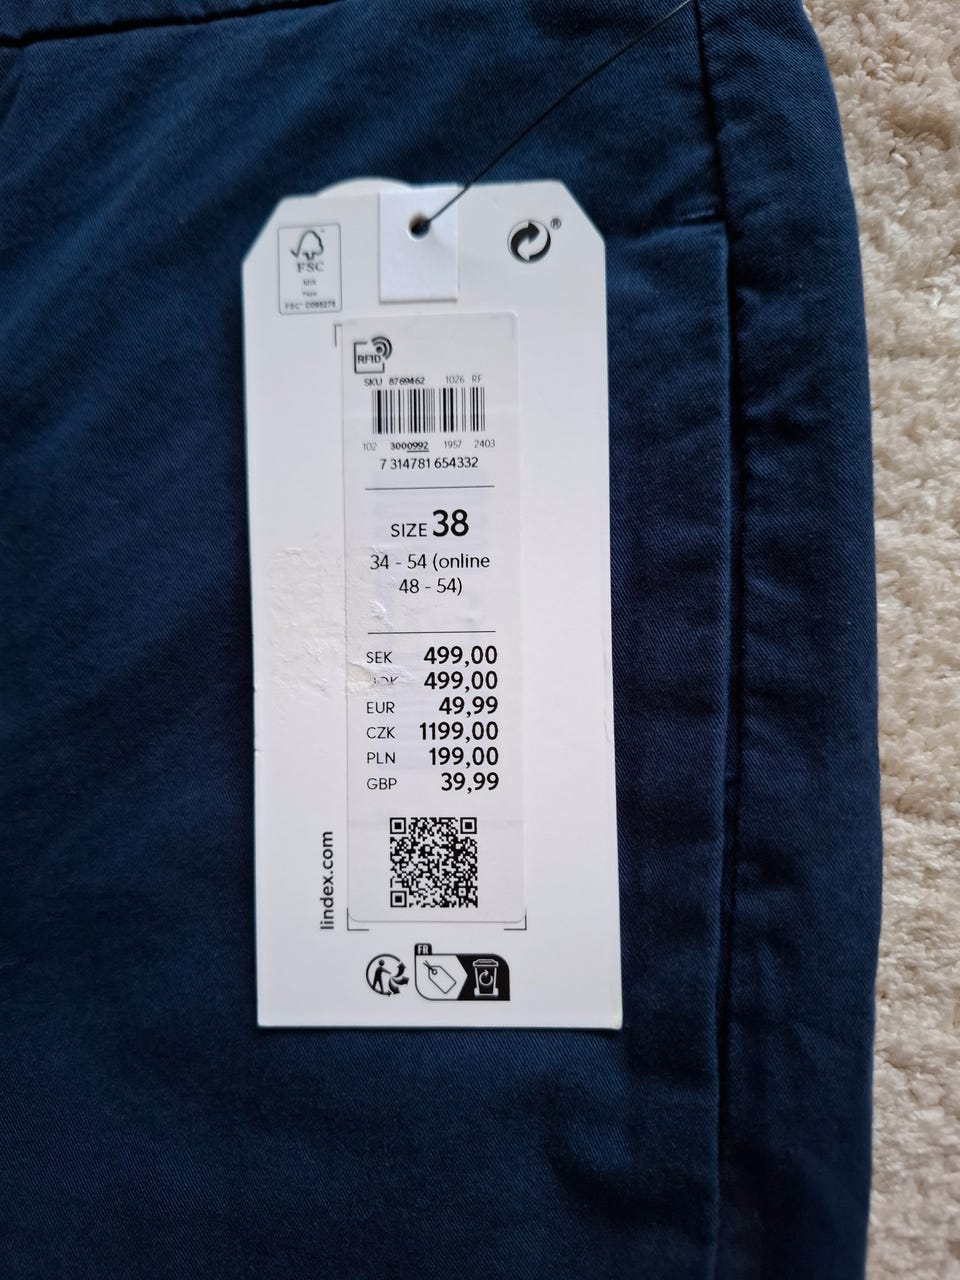 FSC
MIX
Paper
FSC® C095275
®
RFID
SKU 8769462 1026 RF
102 3000992 1957 2403
7 314781 654332
SIZE 38
34 - 54 (online
48 - 54)
SEK 499,00
499,00
EUR 49,99
CZK 1199,00
PLN 199,00
GBP 39,99
lindex.com
FR